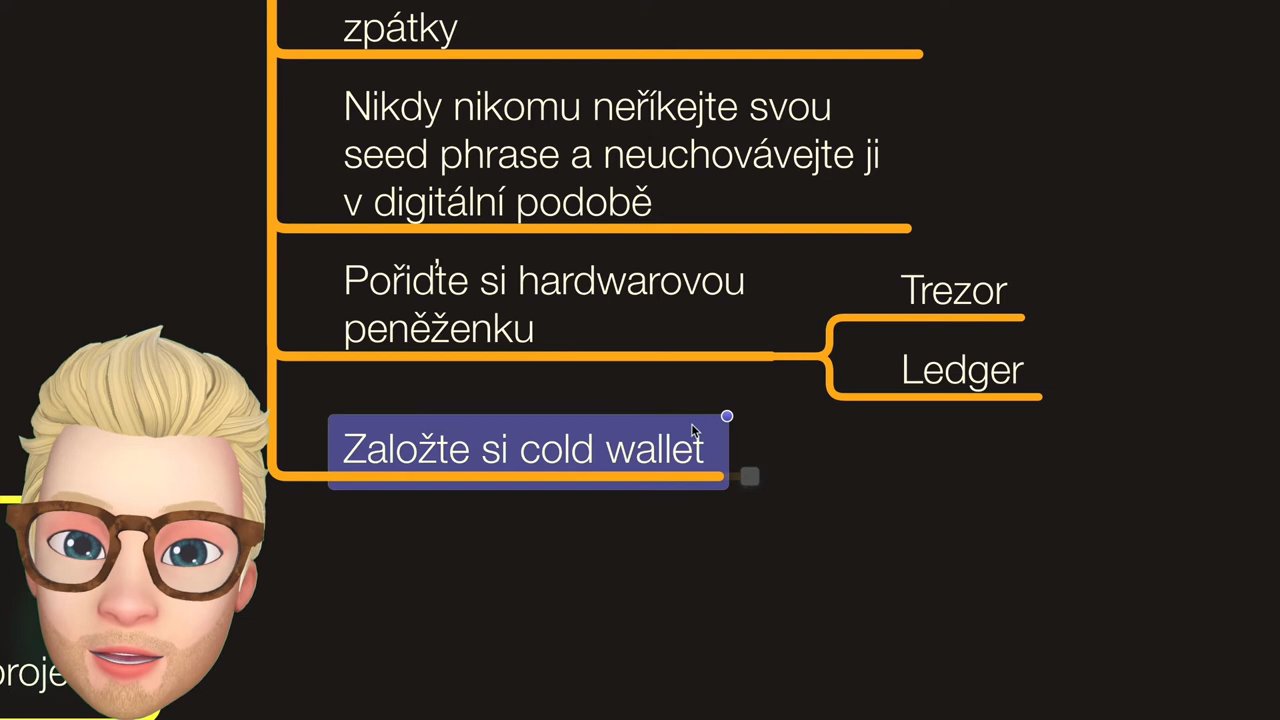 zpátky
Nikdy nikomu neříkejte svou
seed phrase a neuchovávejte ji
v digitální podobě
Pořiďte si hardwarovou
peněženku
Trezor
Ledger
Založte si cold wallet